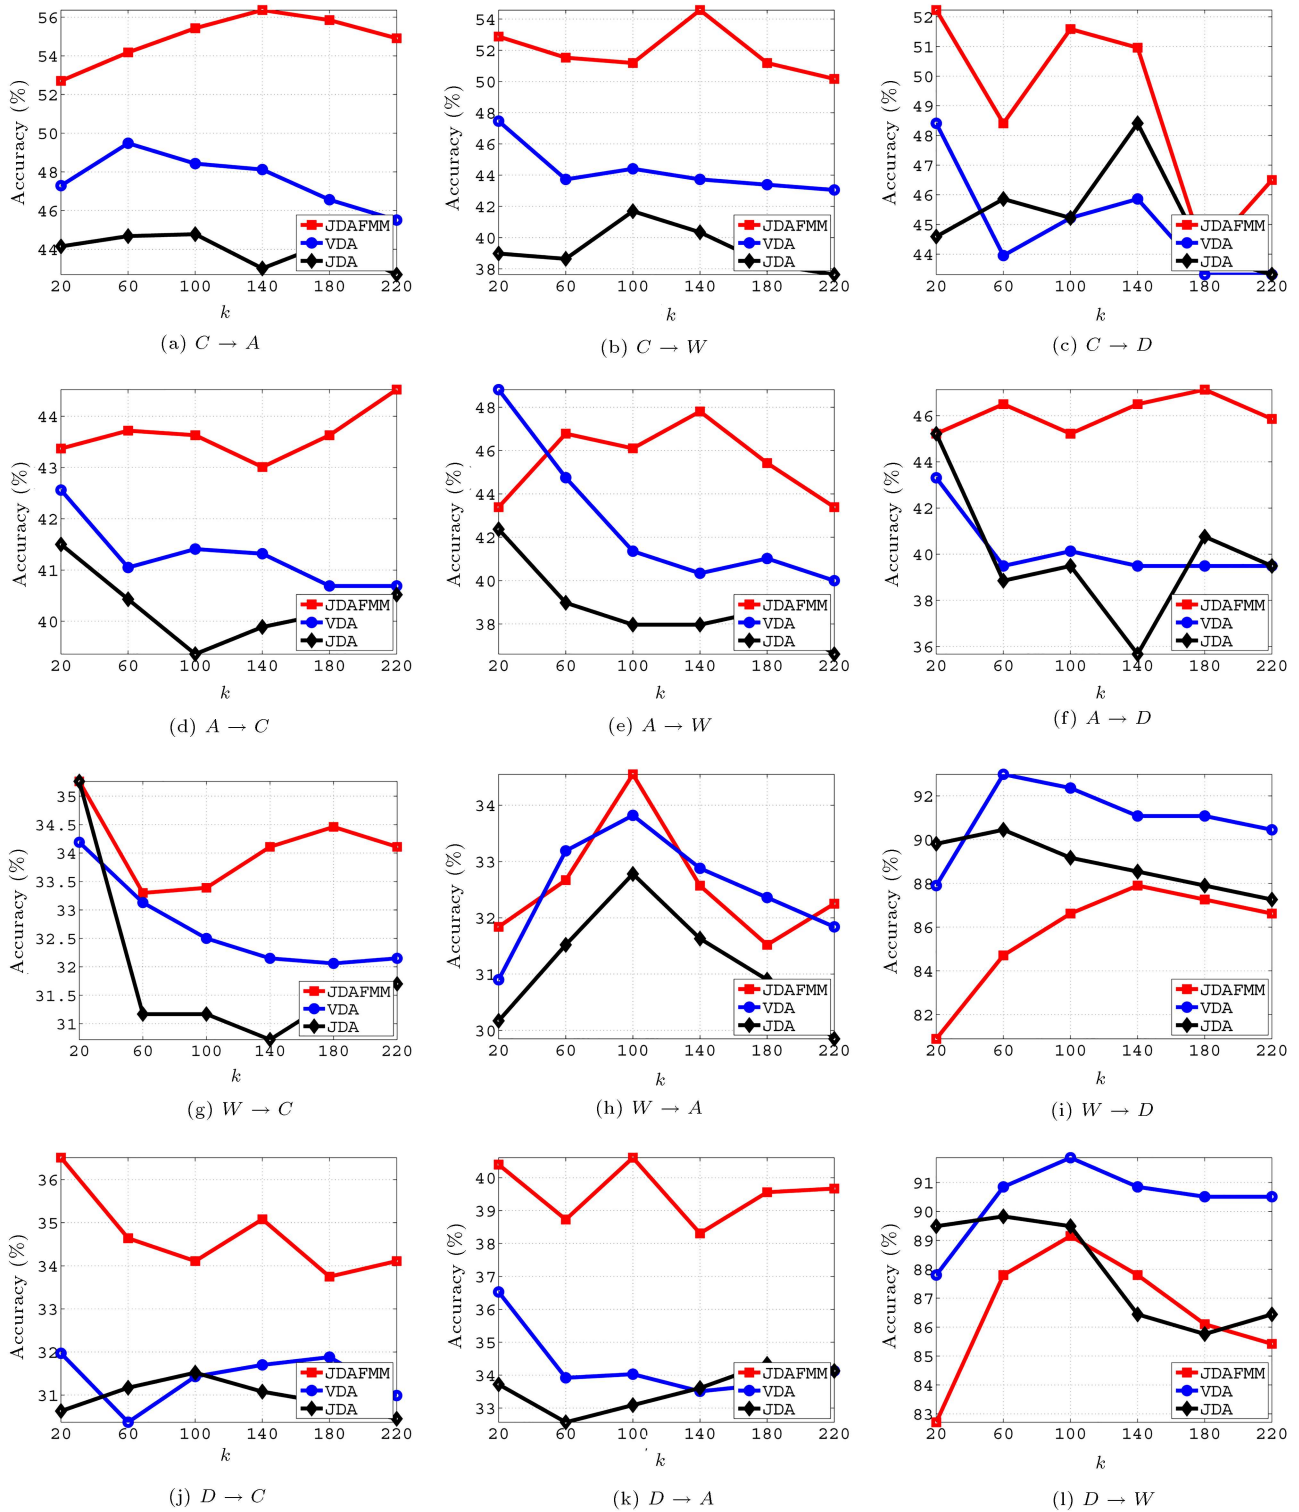 56
54
52
50
48
46
44
Accuracy (%)
JDAFMM
VDA
JDA
20 60 100 140 180 220
k
(a) C → A
54
52
50
48
46
44
42
40
38
Accuracy (%)
JDAFMM
VDA
JDA
20 60 100 140 180 220
k
(b) C → W
52
51
50
49
48
47
46
45
44
Accuracy (%)
JDAFMM
VDA
JDA
20 60 100 140 180 220
k
(c) C → D
44
43
42
41
40
Accuracy (%)
JDAFMM
VDA
JDA
20 60 100 140 180 220
k
(d) A → C
48
46
44
42
40
38
Accuracy (%)
JDAFMM
VDA
JDA
20 60 100 140 180 220
k
(e) A → W
46
44
42
40
38
36
Accuracy (%)
JDAFMM
VDA
JDA
20 60 100 140 180 220
k
(f) A → D
35
34.5
34
33.5
33
32.5
32
31.5
31
Accuracy (%)
JDAFMM
VDA
JDA
20 60 100 140 180 220
k
(g) W → C
34
33
32
31
30
Accuracy (%)
JDAFMM
VDA
JDA
20 60 100 140 180 220
k
(h) W → A
92
90
88
86
84
82
Accuracy (%)
JDAFMM
VDA
JDA
20 60 100 140 180 220
k
(i) W → D
36
35
34
33
32
31
Accuracy (%)
JDAFMM
VDA
JDA
20 60 100 140 180 220
k
(j) D → C
40
39
38
37
36
35
34
33
Accuracy (%)
JDAFMM
VDA
JDA
20 60 100 140 180 220
k
(k) D → A
91
90
89
88
87
86
85
84
83
Accuracy (%)
JDAFMM
VDA
JDA
20 60 100 140 180 220
k
(l) D → W